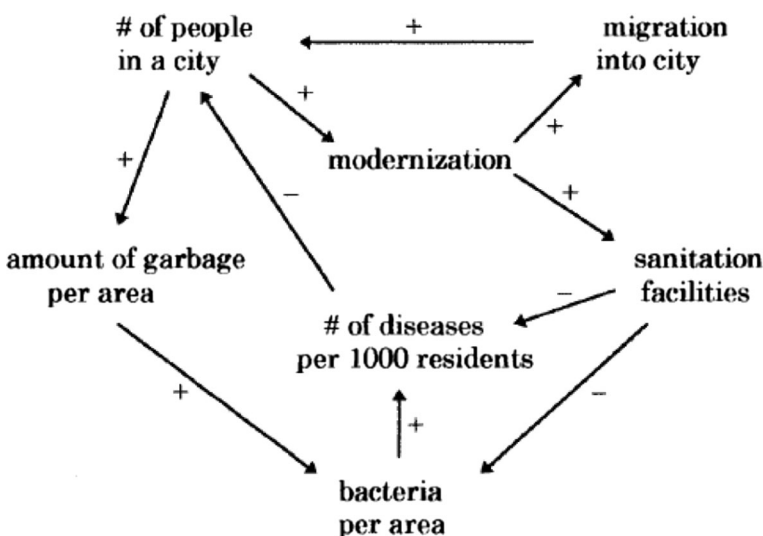 # of people
in a city
+
migration
into city
+
+
modernization
+
+
−
amount of garbage
per area
sanitation
facilities
−
# of diseases
per 1000 residents
+
−
+
bacteria
per area